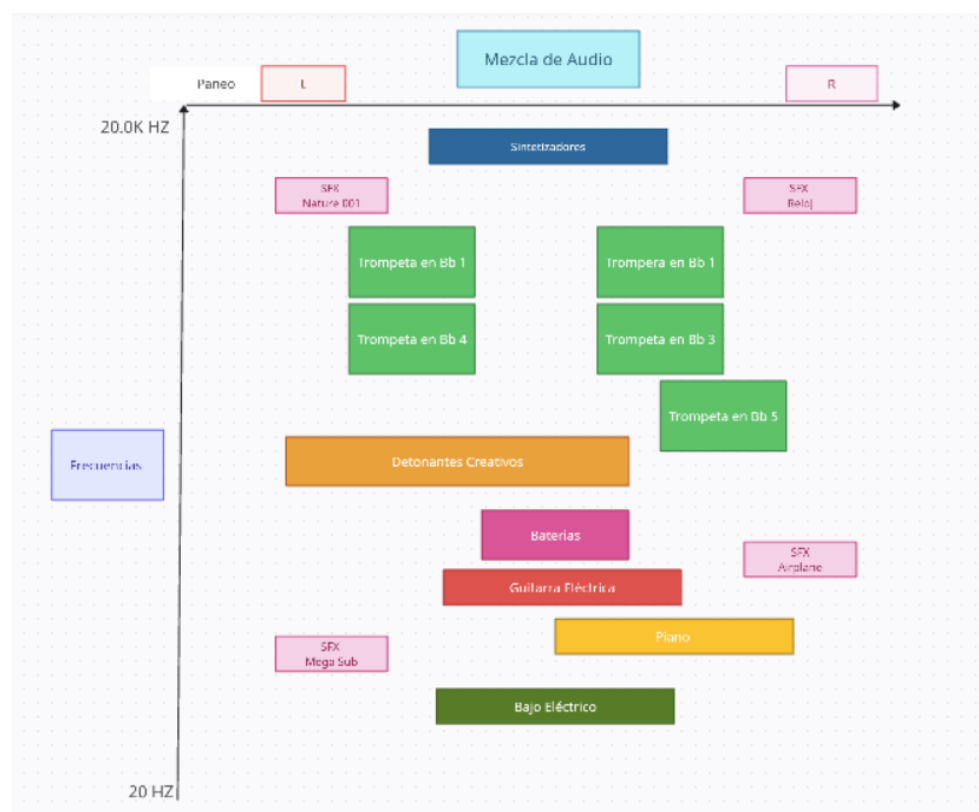 Mezcla de Audio
Paneo
L
R
20.0K HZ
Sintetizadores
SFX
Nature 001
SFX
Reloj
Trompeta en Bb 1
Trompera en Bb 1
Trompeta en Bb 4
Trompeta en Bb 3
Trompeta en Bb 5
Frecuencias
Detonantes Creativos
Baterias
SFX
Airplane
Guitarra Eléctrica
Piano
SFX
Mega Sub
Bajo Eléctrico
20 HZ